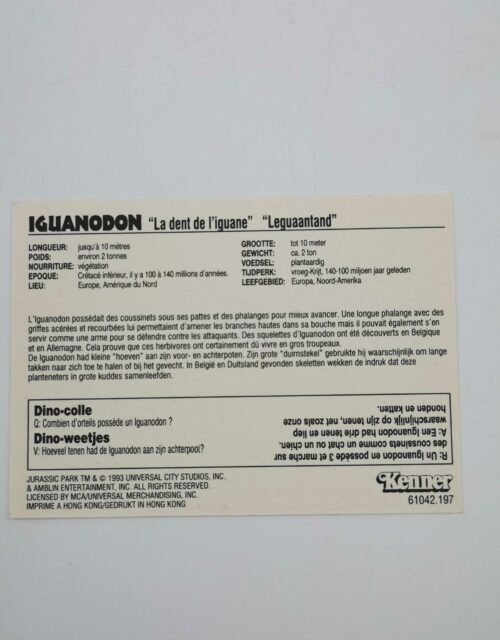 IGUANODON "La dent de l'iguane" "Leguaantand"
LONGUEUR: jusqu'à 10 mètres
POIDS: environ 2 tonnes
NOURRITURE: végétation
EPOQUE: Crétacé inférieur, il y a 100 à 140 millions d'années.
LIEU: Europe, Amérique du Nord
GROOTTE: tot 10 meter
GEWICHT: ca. 2 ton
VOEDSEL: plantaardig
TIJDPERK: vroeg-Krijt, 140-100 miljoen jaar geleden
LEEFGEBIED: Europa, Noord-Amerika
L'Iguanodon possédait des coussinets sous ses pattes et des phalanges pour mieux avancer. Une longue phalange avec des
griffes acérées et recourbées lui permettaient d'amener les branches hautes dans sa bouche mais il pouvait également s'en
servir comme une arme pour se défendre contre les attaquants. Des squelettes d'Iguanodon ont été découverts en Belgique
et en Allemagne. Cela prouve que ces herbivores ont certainement dû vivre en gros troupeaux.
De Iguanodon had kleine "hoeven" aan zijn voor- en achterpoten. Zijn grote "duimstekel" gebruikte hij waarschijnlijk om lange
takken naar zich toe te halen of bij het gevecht. In België en Duitsland gevonden skeletten wekken de indruk dat deze
planteneters in grote kuddes samenleefden.
Dino-colle
Q: Combien d'orteils possède un Iguanodon ?
Dino-weetjes
V: Hoeveel tenen had de Iguanodon aan zijn achterpoot?
R: Un Iguanodon en possède 3 et marche sur
des coussinets comme un chat ou un chien.
A: Een Iguanodon had drie tenen en liep
waarschijnlijk op zijn tenen, net zoals onze
honden en katten.
JURASSIC PARK TM & © 1993 UNIVERSAL CITY STUDIOS, INC.
& AMBLIN ENTERTAINMENT, INC. ALL RIGHTS RESERVED.
LICENSED BY MCA/UNIVERSAL MERCHANDISING, INC.
IMPRIME A HONG KONG/GEDRUKT IN HONG KONG
Kenner
61042.197